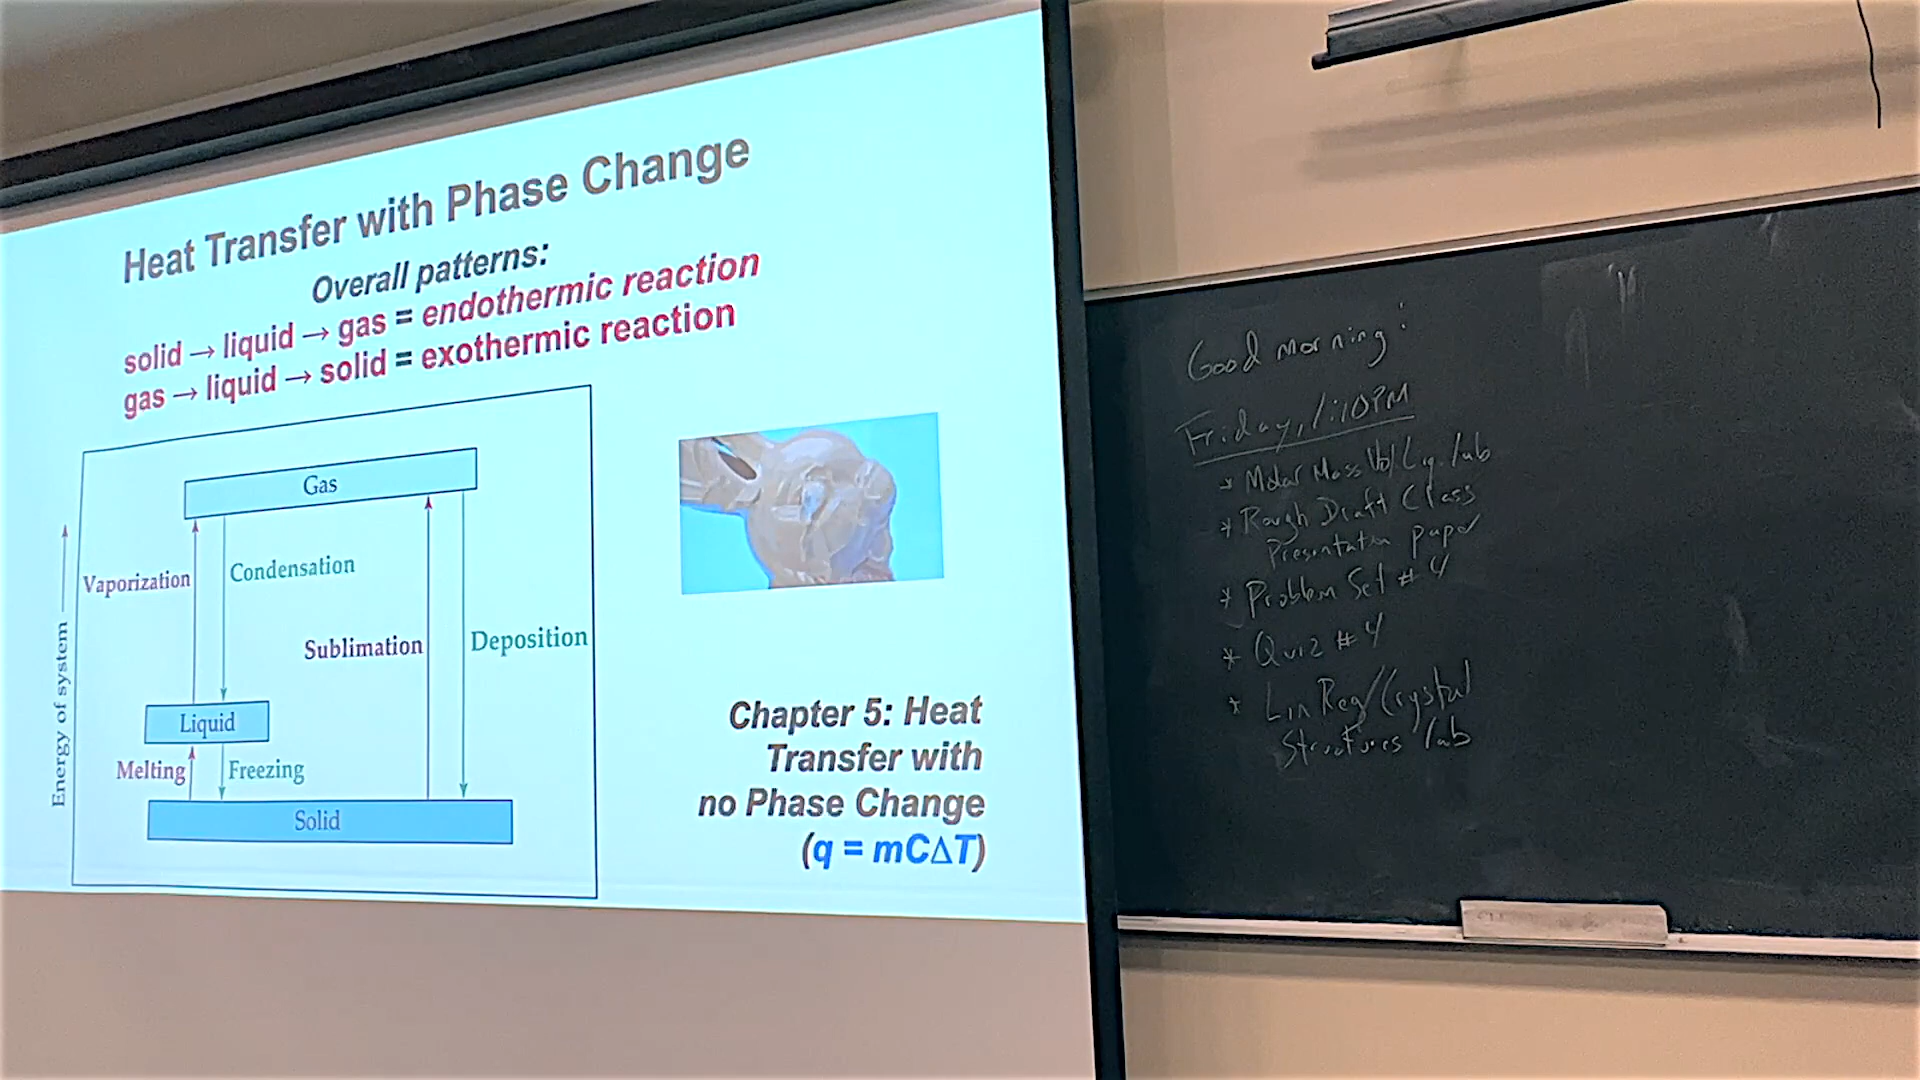 Heat Transfer with Phase Change
Overall patterns:
solid → liquid → gas = endothermic reaction
gas → liquid → solid = exothermic reaction
Energy of system
Gas
Vaporization
Condensation
Sublimation
Deposition
Liquid
Melting
Freezing
Solid
Chapter 5: Heat
Transfer with
no Phase Change
(q = mCΔT)
Good morning:
Friday, 1:10PM
* Molar Mass Vol Liq. lab
* Rough Draft Class
Presentation paper
* Problem Set # 4
* Quiz # 4
* Lin Reg/Crystal
Structures lab